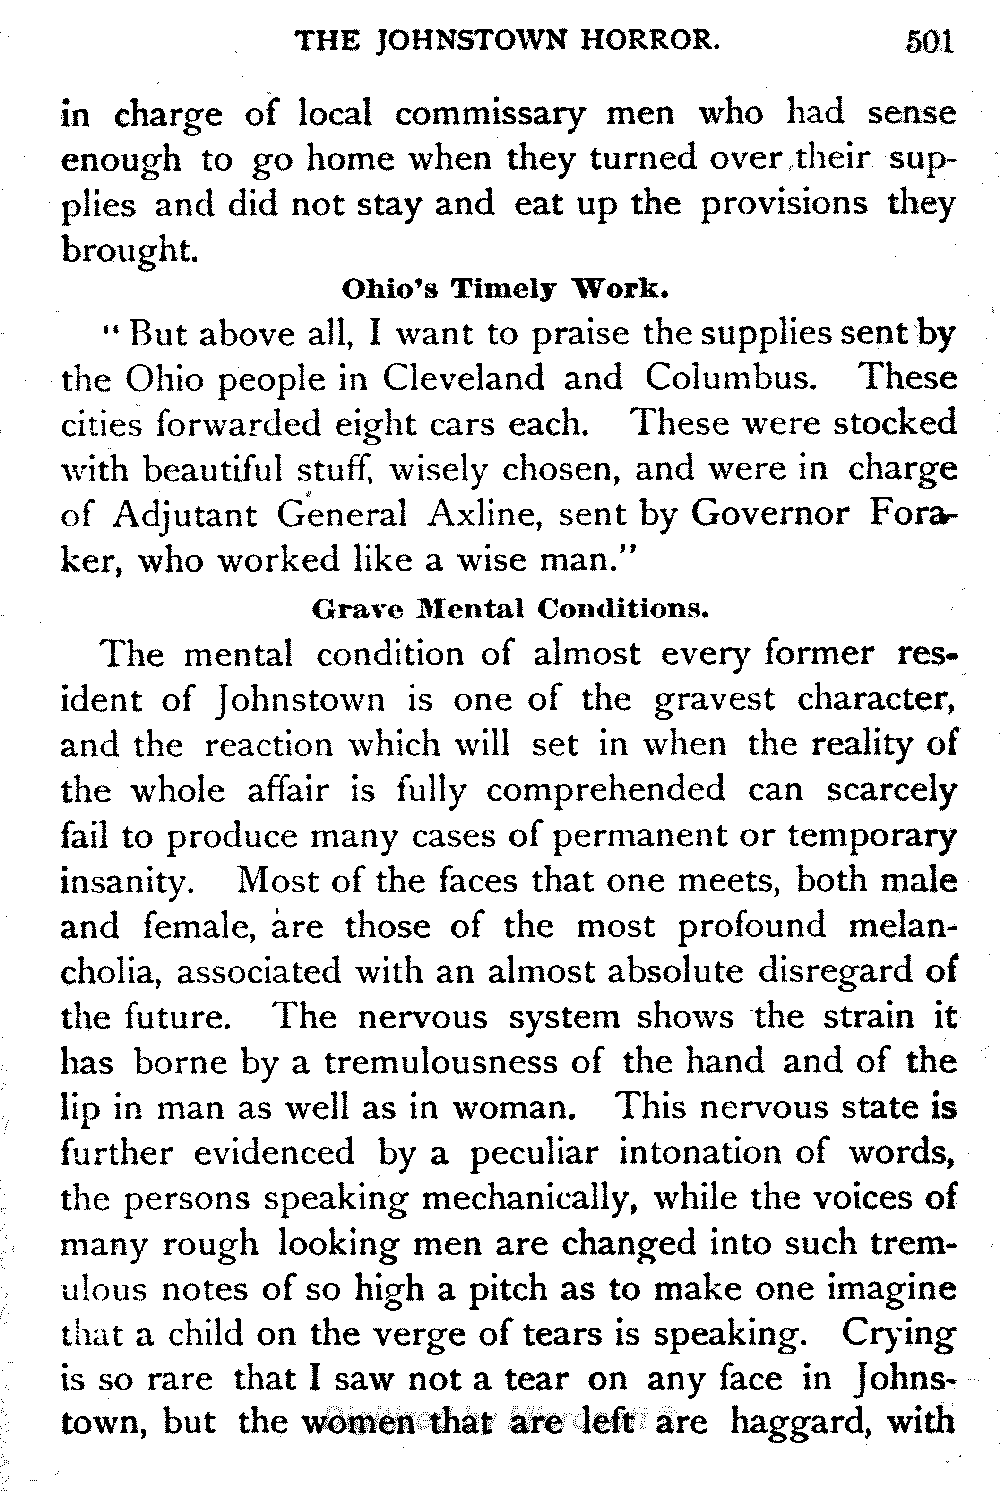 THE JOHNSTOWN HORROR. 501
in charge of local commissary men who had sense
enough to go home when they turned over their sup-
plies and did not stay and eat up the provisions they
brought.
Ohio's Timely Work.
" But above all, I want to praise the supplies sent by
the Ohio people in Cleveland and Columbus. These
cities forwarded eight cars each. These were stocked
with beautiful stuff, wisely chosen, and were in charge
of Adjutant General Axline, sent by Governor Fora-
ker, who worked like a wise man."
Grave Mental Conditions.
The mental condition of almost every former res-
ident of Johnstown is one of the gravest character,
and the reaction which will set in when the reality of
the whole affair is fully comprehended can scarcely
fail to produce many cases of permanent or temporary
insanity. Most of the faces that one meets, both male
and female, are those of the most profound melan-
cholia, associated with an almost absolute disregard of
the future. The nervous system shows the strain it
has borne by a tremulousness of the hand and of the
lip in man as well as in woman. This nervous state is
further evidenced by a peculiar intonation of words,
the persons speaking mechanically, while the voices of
many rough looking men are changed into such trem-
ulous notes of so high a pitch as to make one imagine
that a child on the verge of tears is speaking. Crying
is so rare that I saw not a tear on any face in Johns-
town, but the women that are left are haggard, with